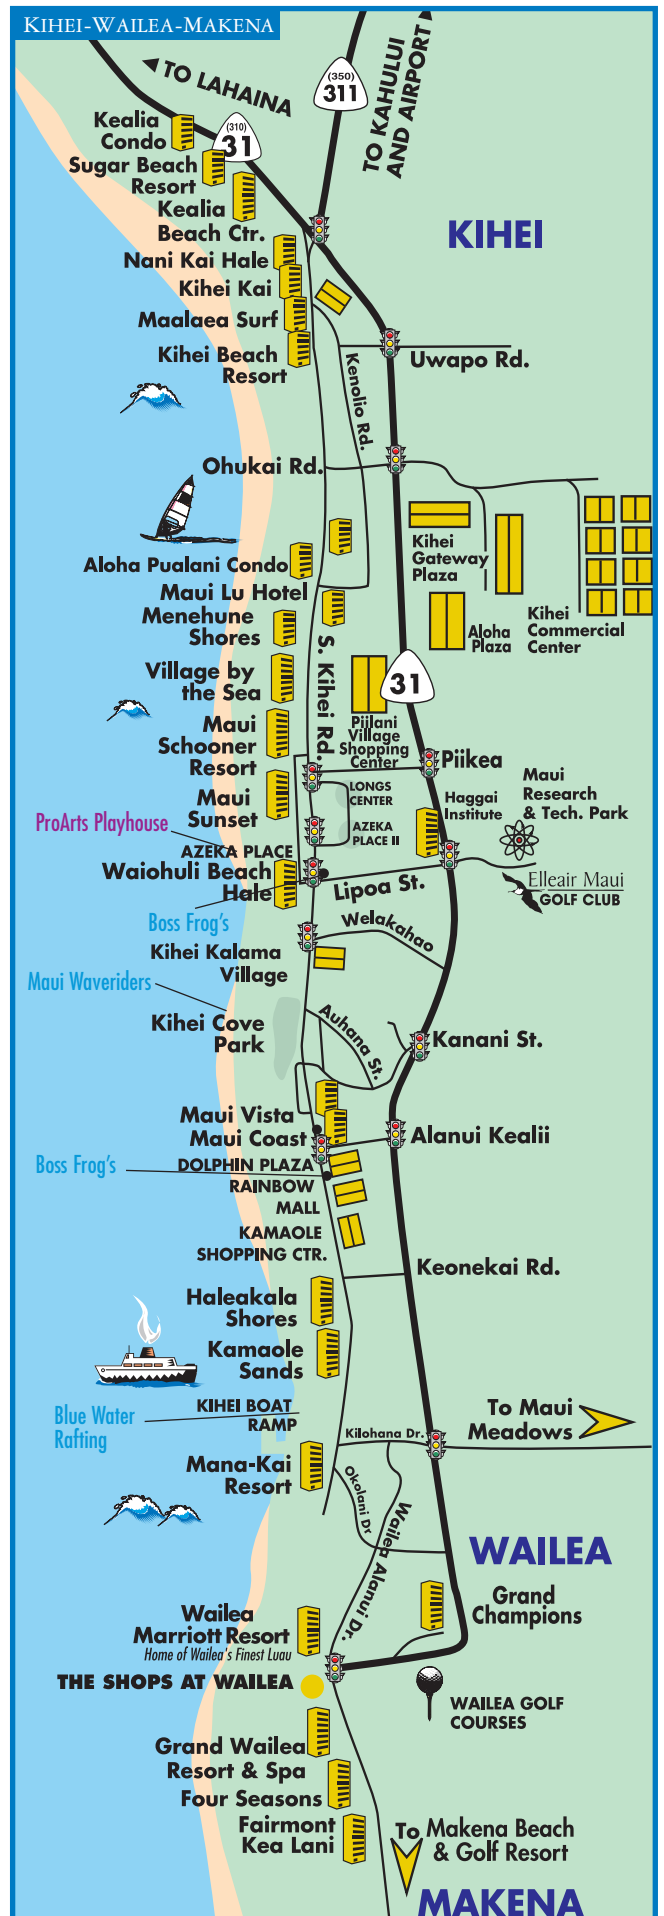 KIHEI-WAILEA-MAKENA
TO LAHAINA
(350)
311
TO KAHULUI
AND AIRPORT
Kealia
Condo
(310)
31
Sugar Beach
Resort
Kealia
Beach Ctr.
KIHEI
Nani Kai Hale
Kihei Kai
Maalaea Surf
Kihei Beach
Resort
Kenolio Rd.
Uwapo Rd.
Ohukai Rd.
Kihei
Gateway
Plaza
Aloha Pualani Condo
Maui Lu Hotel
Menehune
Shores
Aloha
Plaza
Kihei
Commercial
Center
S. Kihei Rd.
Village by
the Sea
31
Maui
Schooner
Resort
Piilani
Village
Shopping
Center
Piikea
Maui
Sunset
LONGS
CENTER
Haggai
Institute
Maui
Research
& Tech. Park
ProArts Playhouse
AZEKA
PLACE II
AZEKA PLACE
Waiohuli Beach
Hale
Lipoa St.
Elleair Maui
GOLF CLUB
Boss Frog's
Welakahao
Kihei Kalama
Village
Maui Waveriders
Kihei Cove
Park
Auhana St.
Kanani St.
Maui Vista
Maui Coast
Alanui Kealii
Boss Frog's
DOLPHIN PLAZA
RAINBOW
MALL
KAMAOLE
SHOPPING CTR.
Keonekai Rd.
Haleakala
Shores
Kamaole
Sands
KIHEI BOAT
RAMP
Blue Water
Rafting
To Maui
Meadows
Kilohana Dr.
Mana-Kai
Resort
Okolani Dr
Wailea Alanui Dr.
WAILEA
Grand
Champions
Wailea
Marriott Resort
Home of Wailea's Finest Luau
THE SHOPS AT WAILEA
WAILEA GOLF
COURSES
Grand Wailea
Resort & Spa
Four Seasons
Fairmont
Kea Lani
To Makena Beach
& Golf Resort
MAKENA